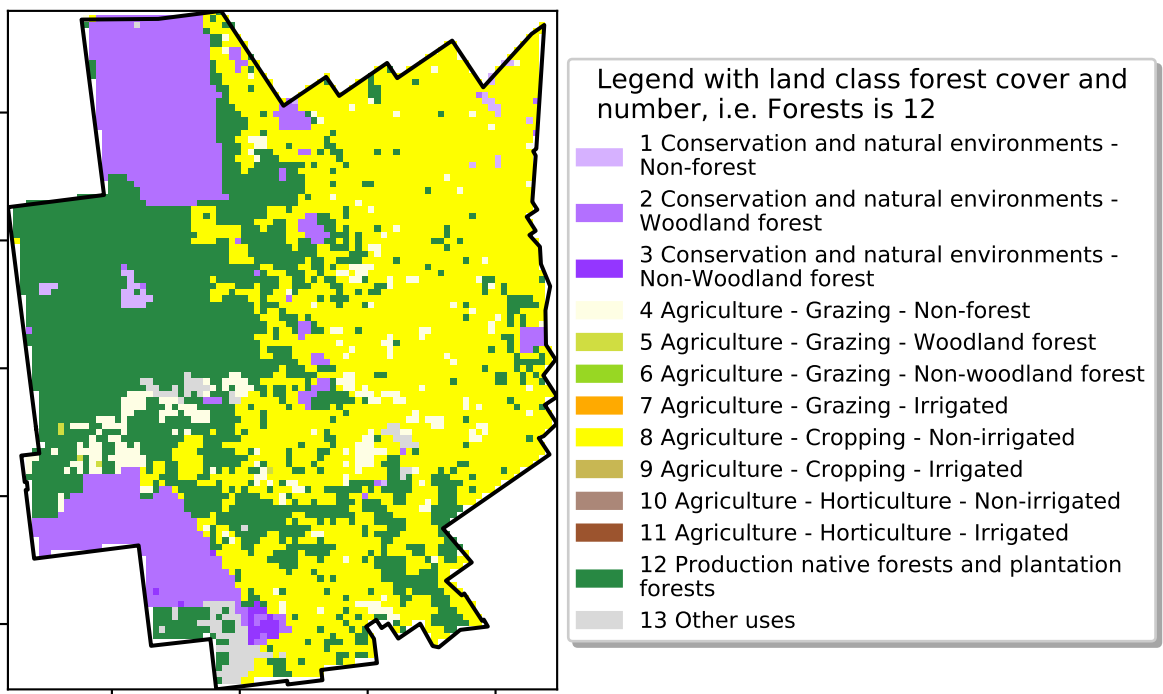 Legend with land class forest cover and
number, i.e. Forests is 12
1 Conservation and natural environments -
Non-forest
2 Conservation and natural environments -
Woodland forest
3 Conservation and natural environments -
Non-Woodland forest
4 Agriculture - Grazing - Non-forest
5 Agriculture - Grazing - Woodland forest
6 Agriculture - Grazing - Non-woodland forest
7 Agriculture - Grazing - Irrigated
8 Agriculture - Cropping - Non-irrigated
9 Agriculture - Cropping - Irrigated
10 Agriculture - Horticulture - Non-irrigated
11 Agriculture - Horticulture - Irrigated
12 Production native forests and plantation
forests
13 Other uses